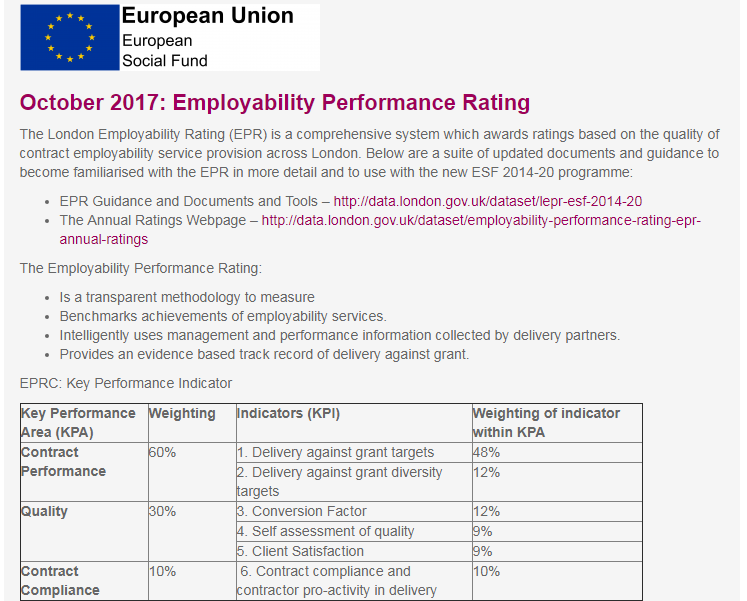 European Union
European
Social Fund
October 2017: Employability Performance Rating
The London Employability Rating (EPR) is a comprehensive system which awards ratings based on the quality of
contract employability service provision across London. Below are a suite of updated documents and guidance to
become familiarised with the EPR in more detail and to use with the new ESF 2014-20 programme:
• EPR Guidance and Documents and Tools – http://data.london.gov.uk/dataset/lepr-esf-2014-20
• The Annual Ratings Webpage – http://data.london.gov.uk/dataset/employability-performance-rating-epr-
annual-ratings
The Employability Performance Rating:
• Is a transparent methodology to measure
• Benchmarks achievements of employability services.
• Intelligently uses management and performance information collected by delivery partners.
• Provides an evidence based track record of delivery against grant.
EPRC: Key Performance Indicator
Key Performance Weighting Indicators (KPI) Weighting of indicator
Area (KPA) within KPA
Contract 60% 1. Delivery against grant targets 48%
Performance 2. Delivery against grant diversity 12%
targets
Quality 30% 3. Conversion Factor 12%
4. Self assessment of quality 9%
5. Client Satisfaction 9%
Contract 10% 6. Contract compliance and 10%
Compliance contractor pro-activity in delivery